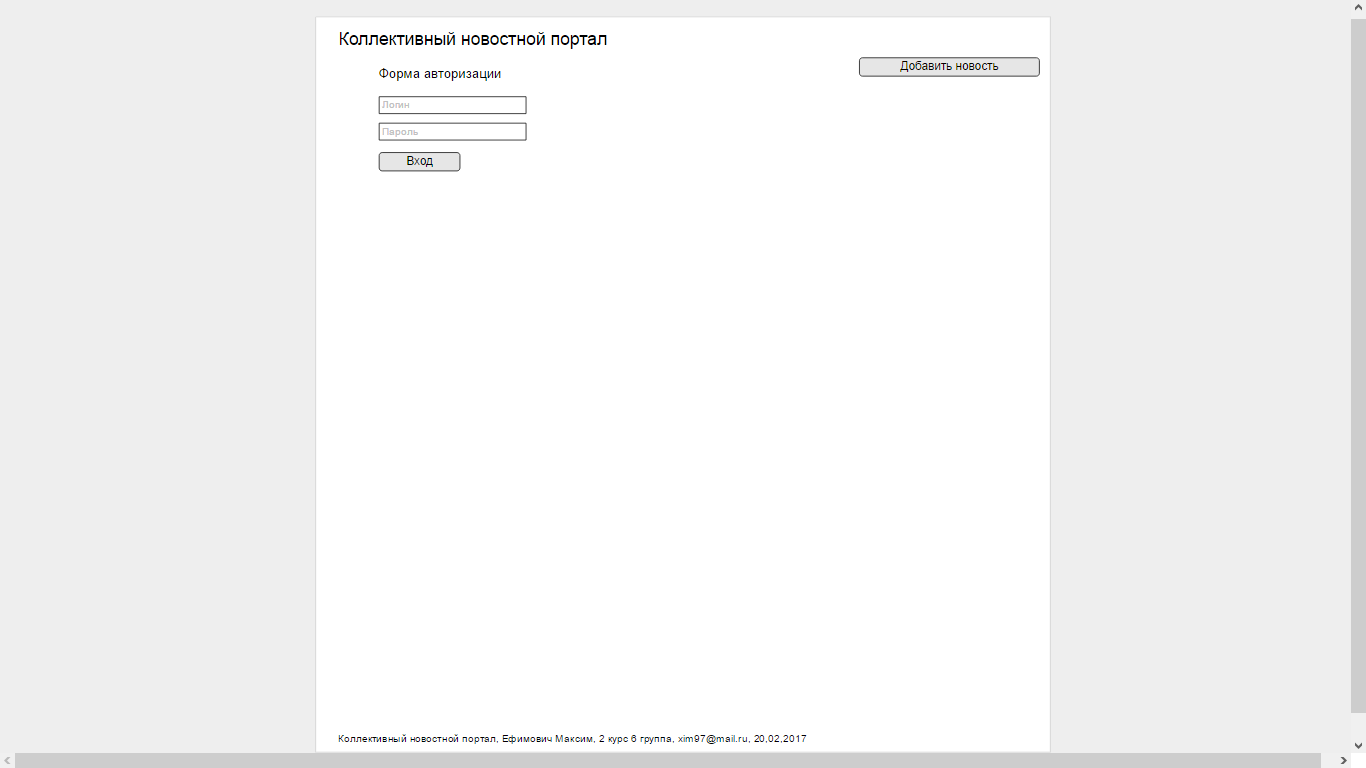 Коллективный новостной портал
Добавить новость
Форма авторизации
Логин
Пароль
Вход
Коллективный новостной портал, Ефимович Максим, 2 курс 6 группа, xim97@mail.ru, 20,02,2017